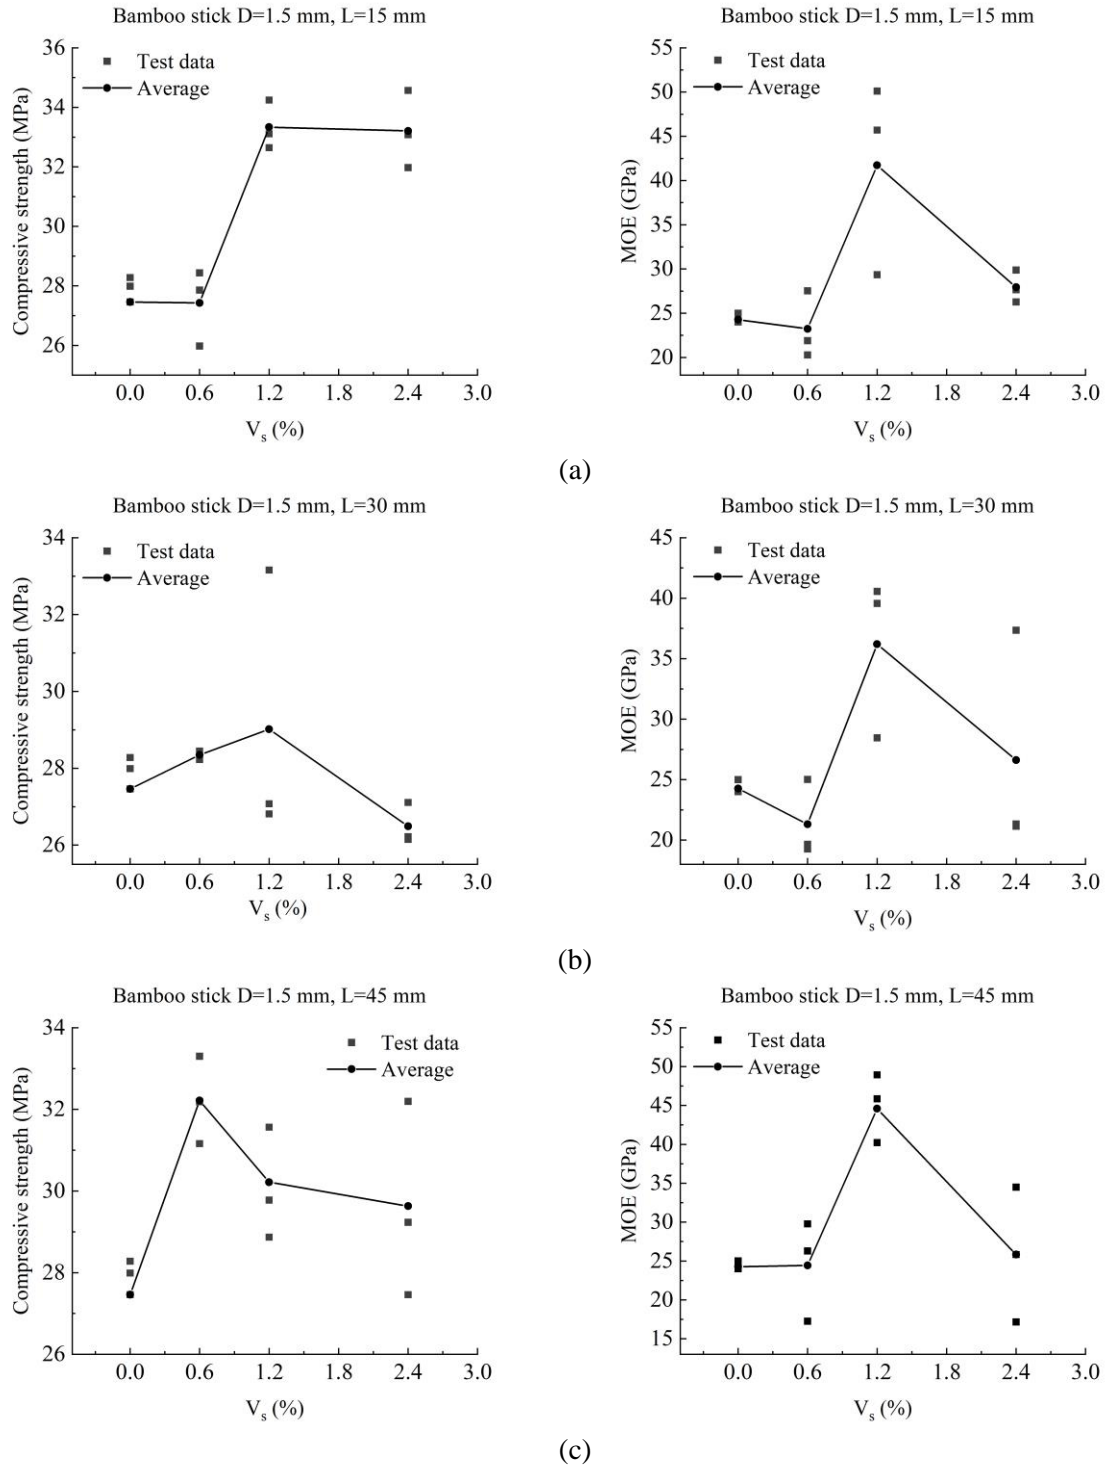 Bamboo stick D=1.5 mm, L=15 mm
36
34
32
30
28
26
Compressive strength (MPa)
Test data
Average
0.0 0.6 1.2 1.8 2.4 3.0
Vs (%)
Bamboo stick D=1.5 mm, L=15 mm
55
50
45
40
35
30
25
20
MOE (GPa)
Test data
Average
0.0 0.6 1.2 1.8 2.4 3.0
Vs (%)
(a)
Bamboo stick D=1.5 mm, L=30 mm
34
32
30
28
26
Compressive strength (MPa)
Test data
Average
0.0 0.6 1.2 1.8 2.4 3.0
Vs (%)
Bamboo stick D=1.5 mm, L=30 mm
45
40
35
30
25
20
MOE (GPa)
Test data
Average
0.0 0.6 1.2 1.8 2.4 3.0
Vs (%)
(b)
Bamboo stick D=1.5 mm, L=45 mm
34
32
30
28
26
Compressive strength (MPa)
Test data
Average
0.0 0.6 1.2 1.8 2.4 3.0
Vs (%)
Bamboo stick D=1.5 mm, L=45 mm
55
50
45
40
35
30
25
20
15
MOE (GPa)
Test data
Average
0.0 0.6 1.2 1.8 2.4 3.0
Vs (%)
(c)